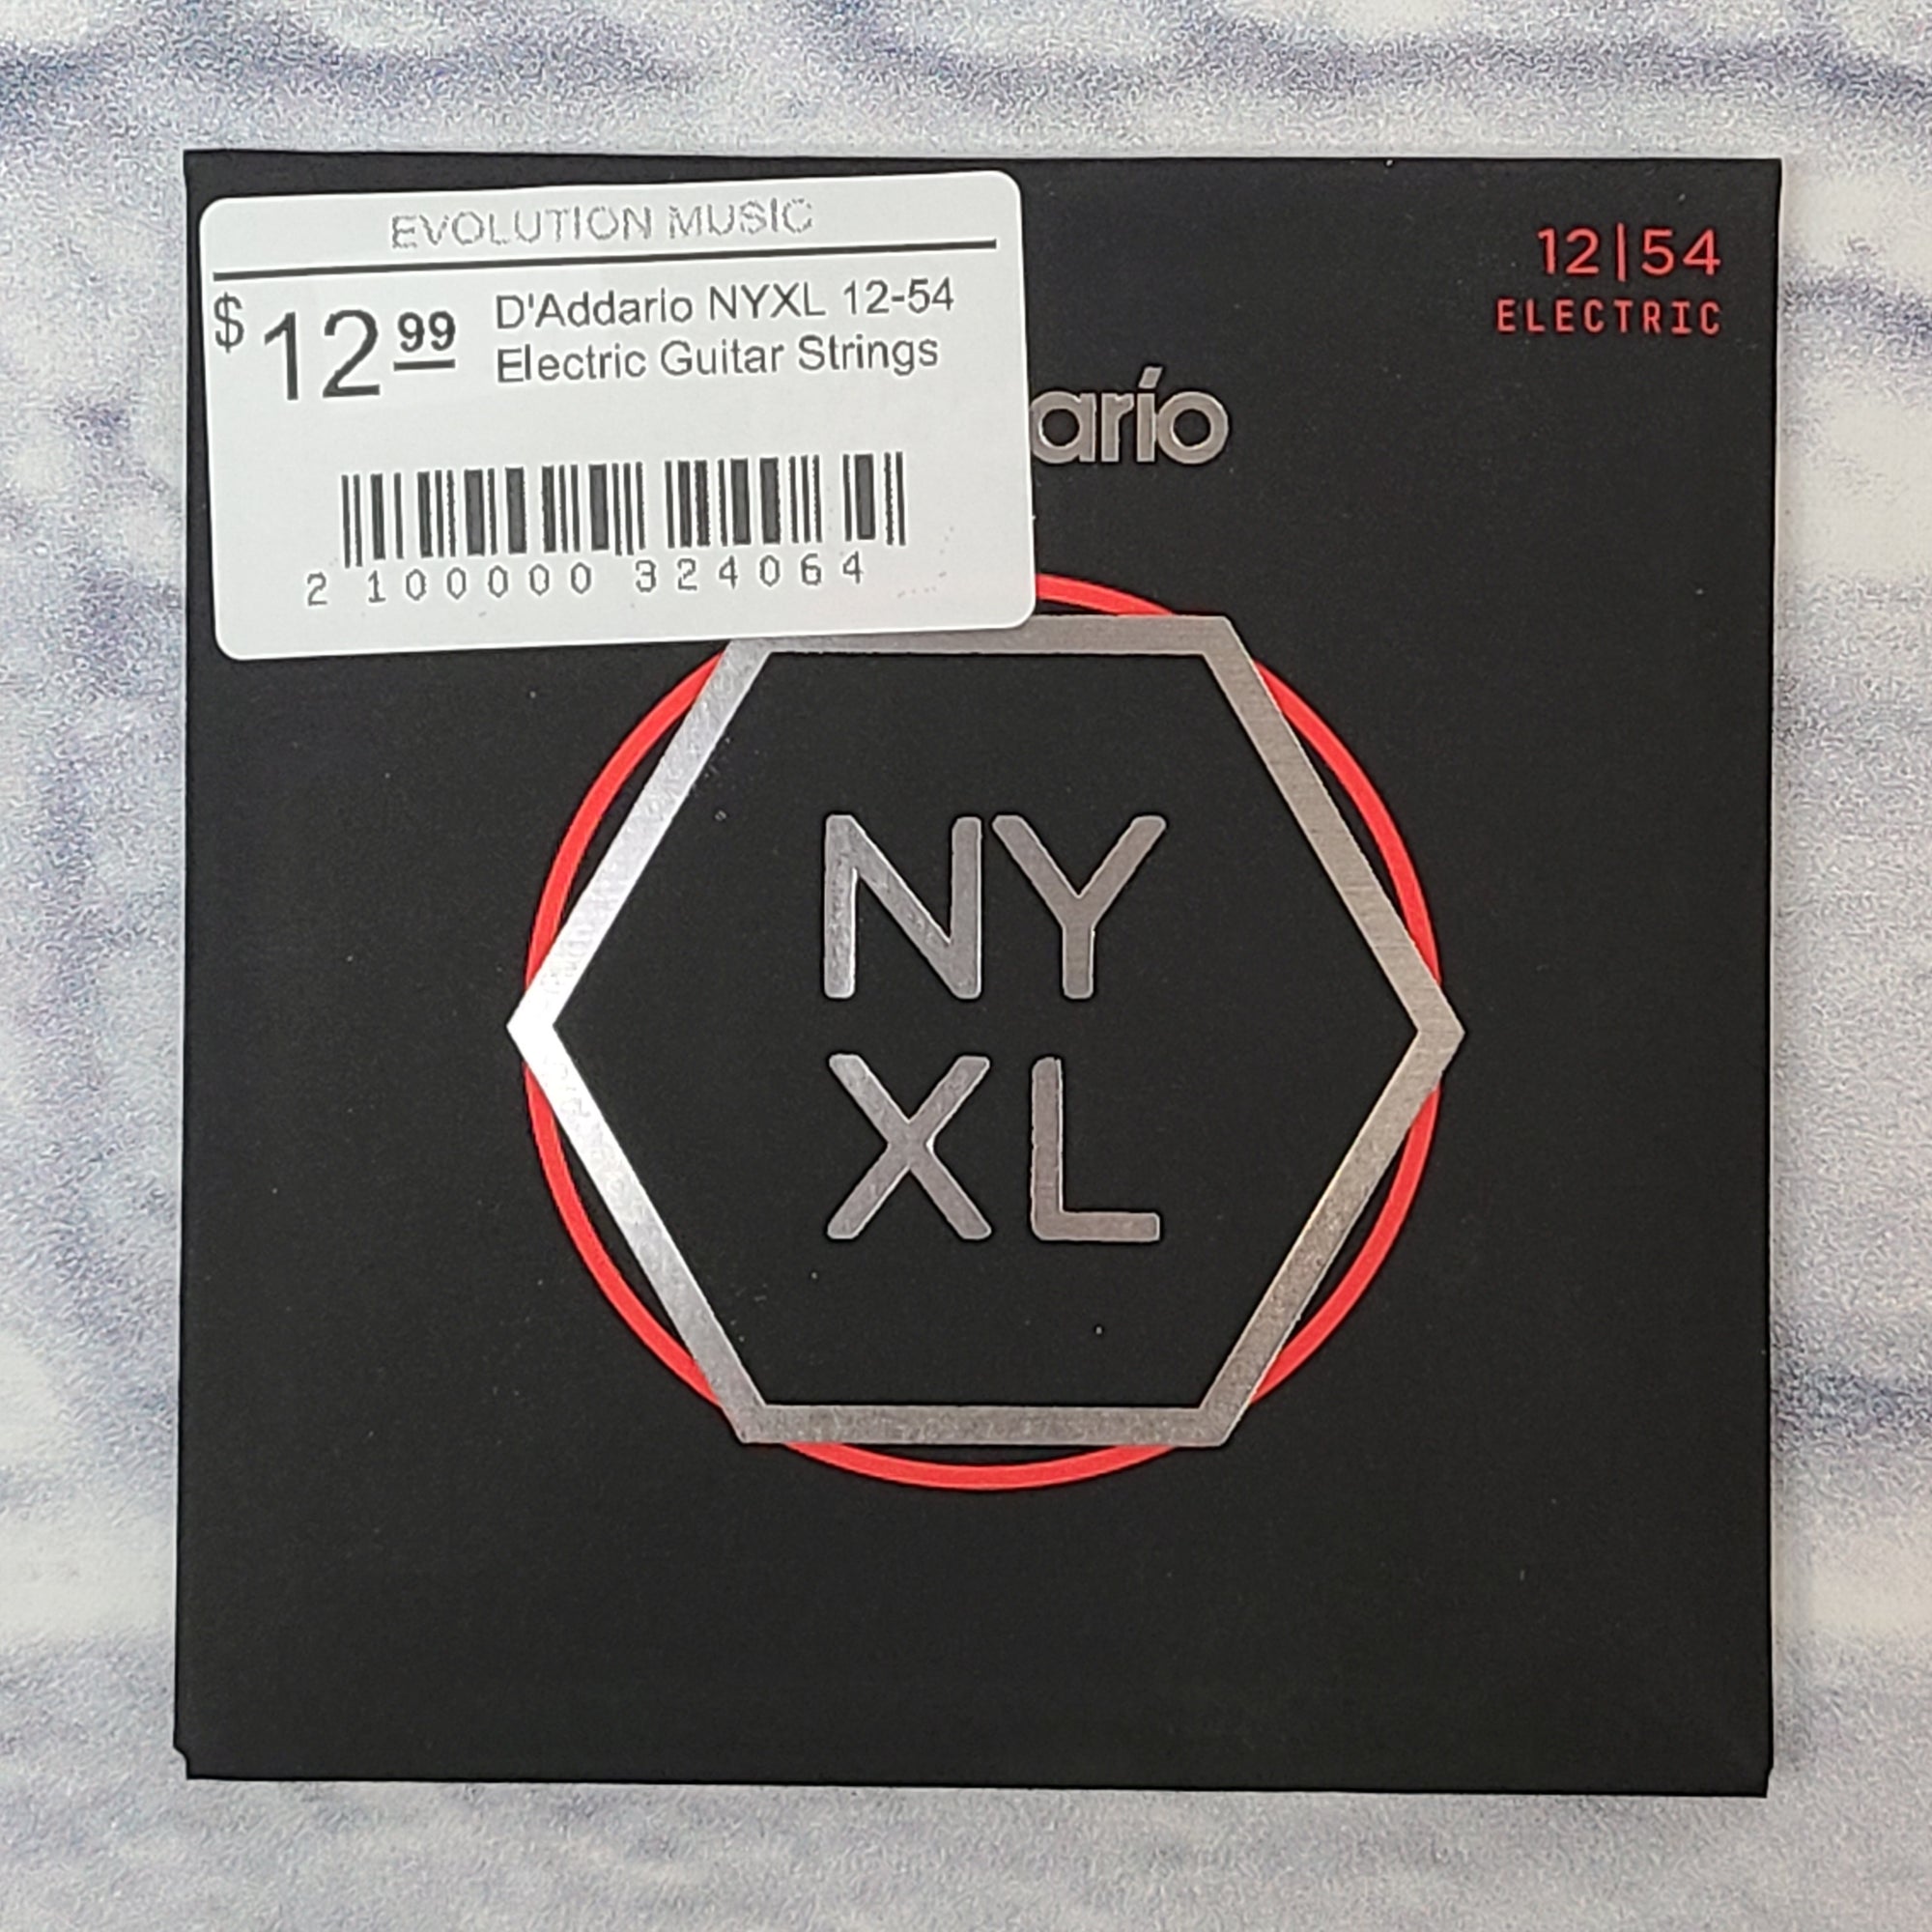 EVOLUTION MUSIC
$12.99 D'Addario NYXL 12-54
Electric Guitar Strings
2 100000 324064
12|54
ELECTRIC
arío
NY
XL